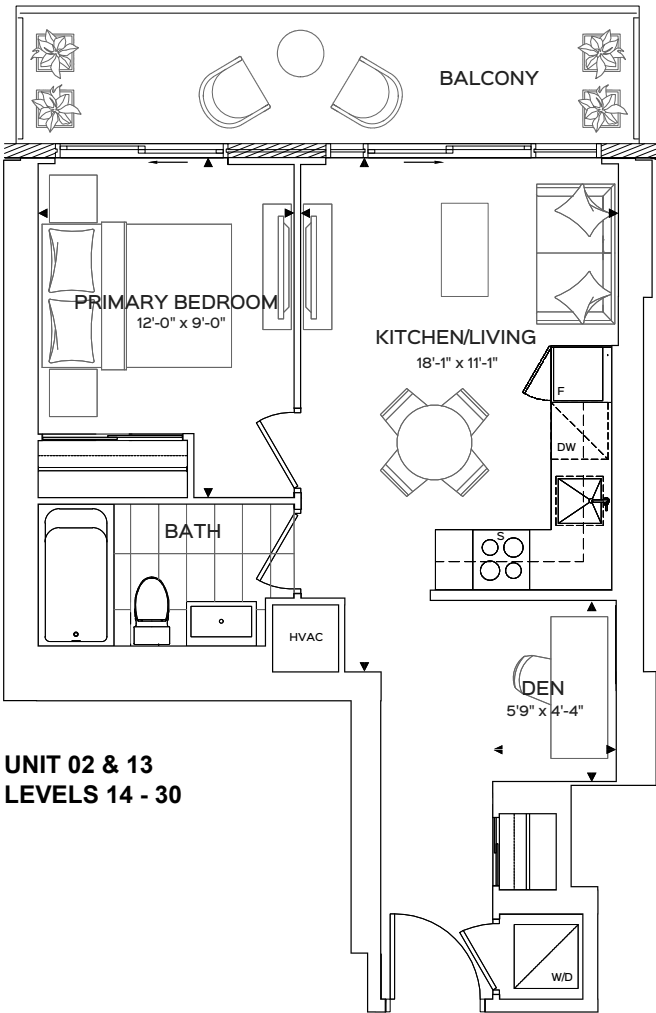 BALCONY
PRIMARY BEDROOM
12'-0" x 9'-0"
KITCHEN/LIVING
18'-1" x 11'-1"
F
DW
S
BATH
HVAC
DEN
5'9" x 4'-4"
UNIT 02 & 13
LEVELS 14 - 30
W/D